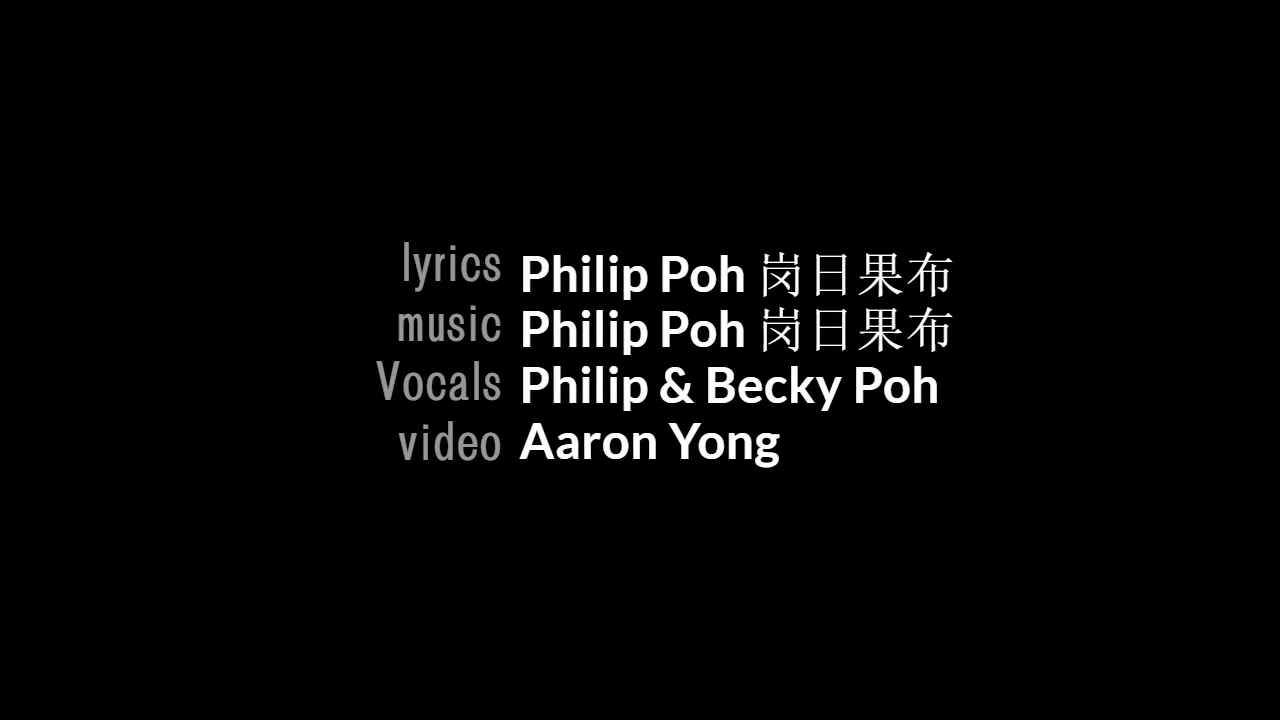 lyrics Philip Poh 岗日果布
music Philip Poh 岗日果布
Vocals Philip & Becky Poh
video Aaron Yong